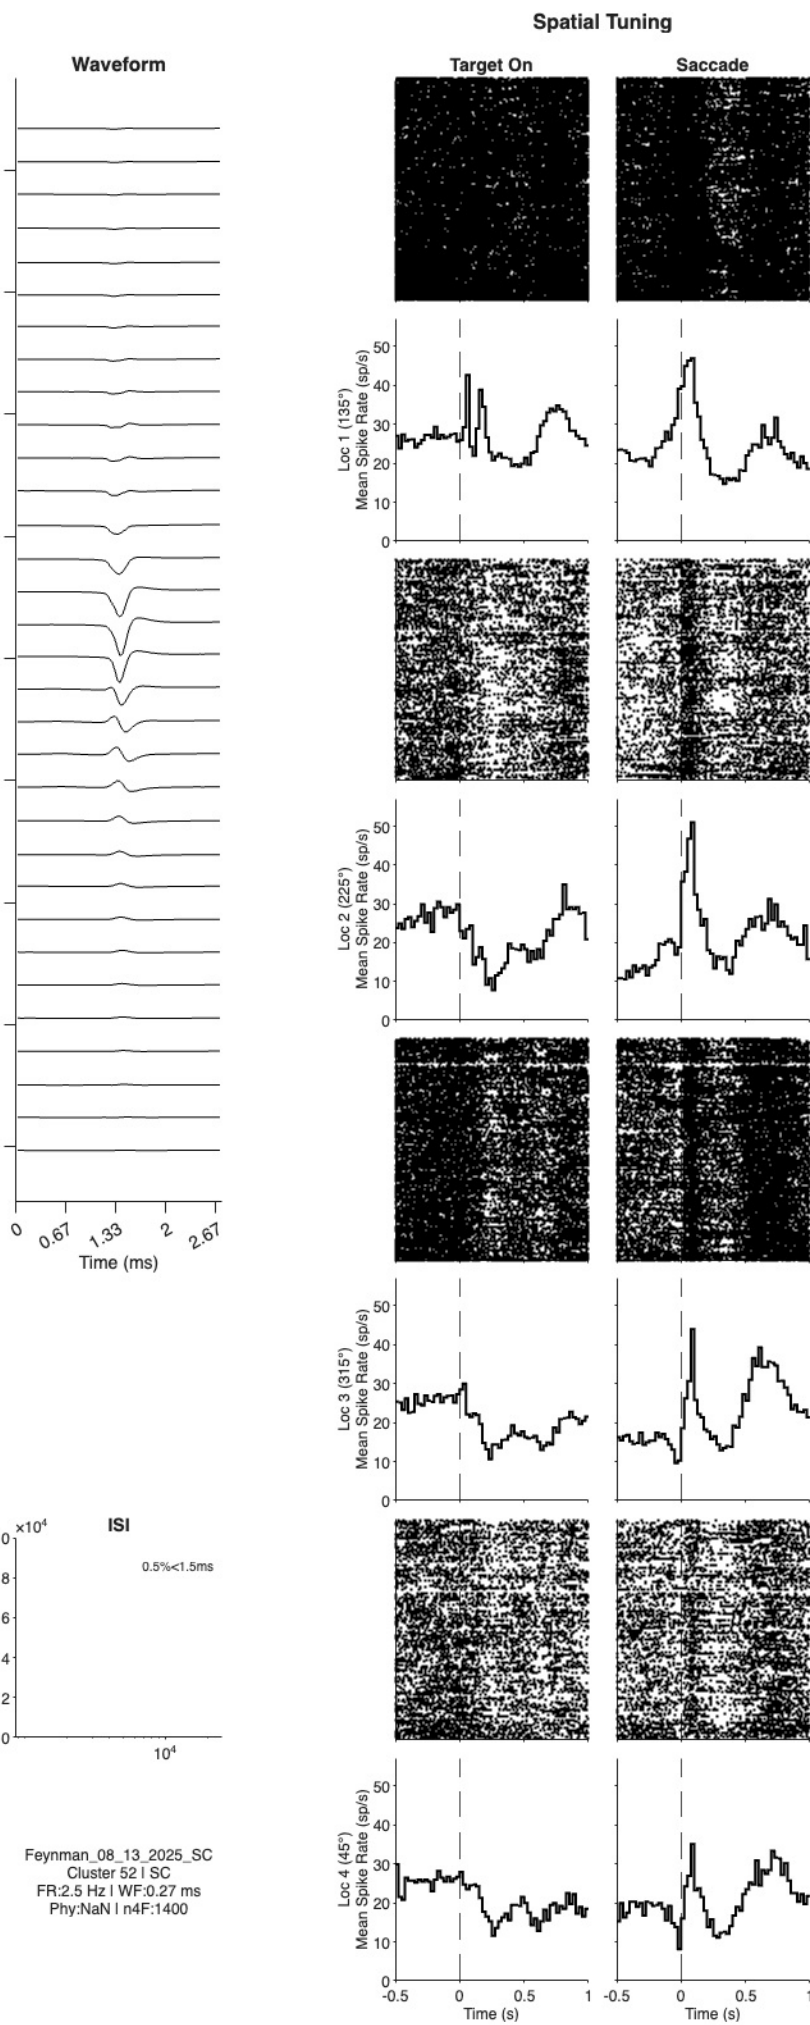 Spatial Tuning
Waveform
Target On
Saccade
50
40
30
20
10
0
Loc 1 (135°)
Mean Spike Rate (sp/s)
50
40
30
20
10
0
Loc 2 (225°)
Mean Spike Rate (sp/s)
0
0.67
1.33
2
2.67
Time (ms)
50
40
30
20
10
0
Loc 3 (315°)
Mean Spike Rate (sp/s)
×10⁴
ISI
0
8
6
4
2
0
0.5%<1.5ms
10⁴
Feynman_08_13_2025_SC
Cluster 52 | SC
FR:2.5 Hz | WF:0.27 ms
Phy:NaN | n4F:1400
50
40
30
20
10
0
Loc 4 (45°)
Mean Spike Rate (sp/s)
-0.5
0
0.5
1
Time (s)
-0.5
0
0.5
1
Time (s)